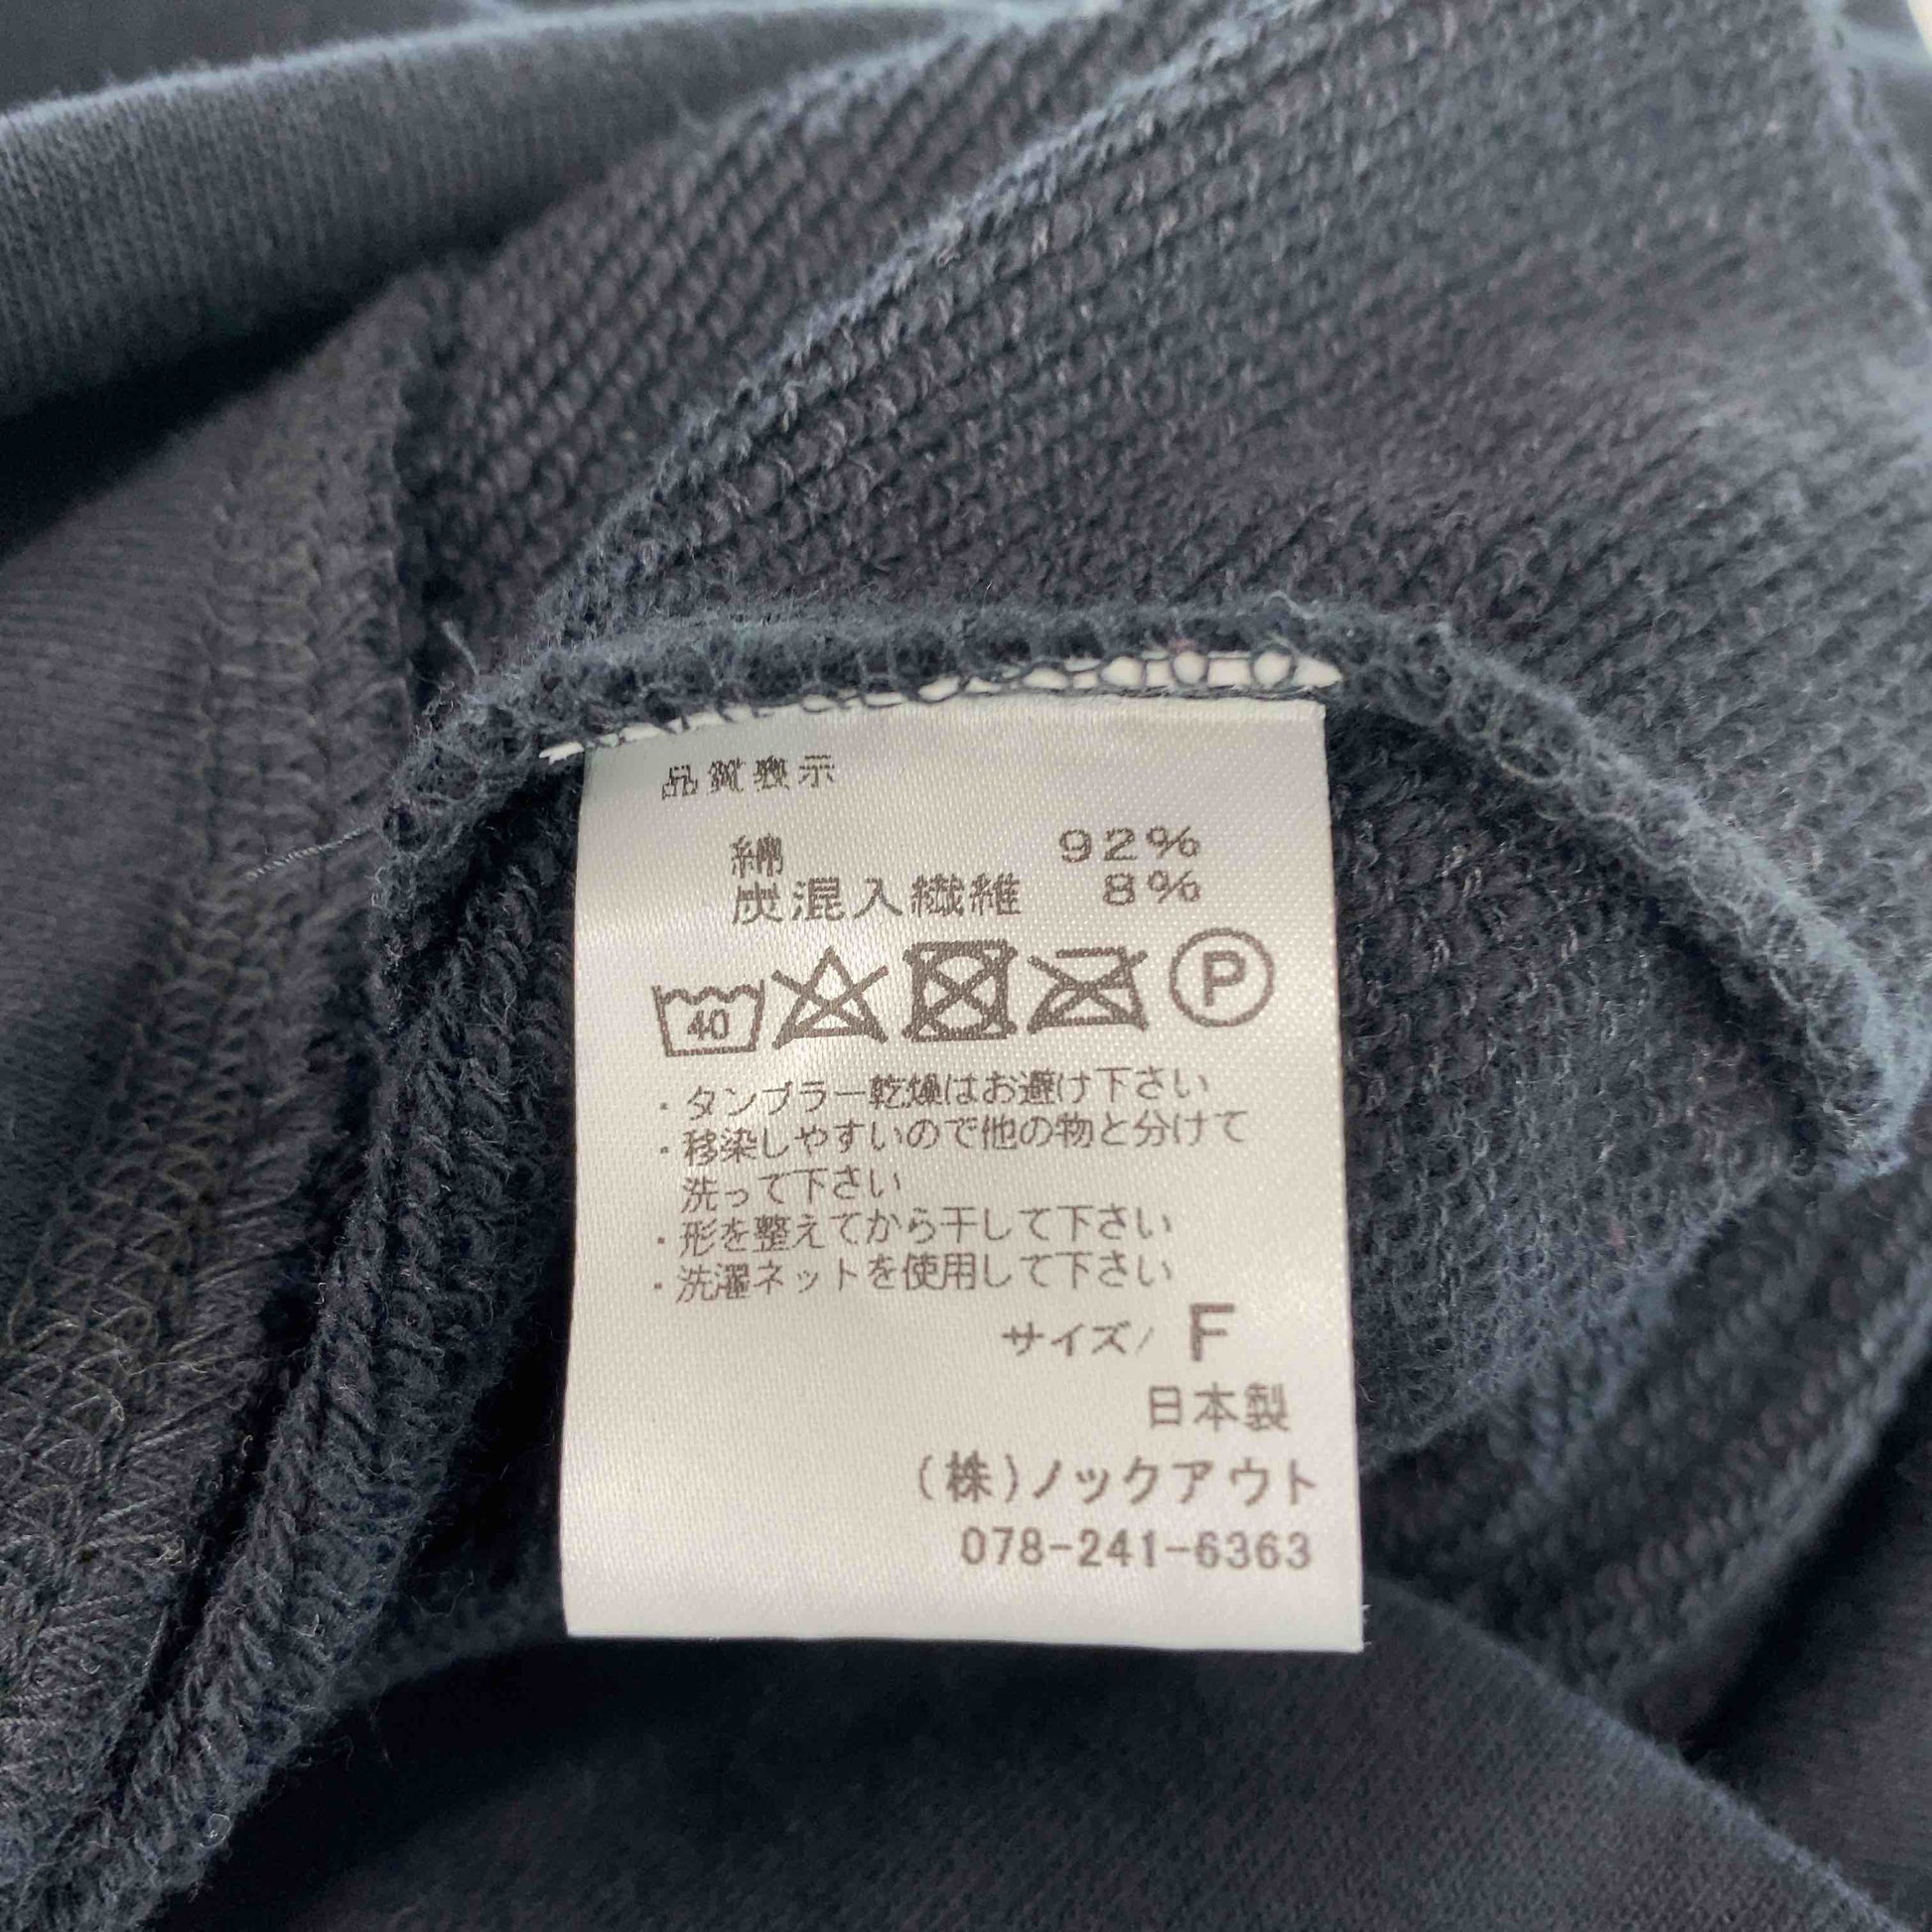 品質表示
綿 92%
炭混入繊維 8%
40 P
・タンブラー乾燥はお避け下さい
・移染しやすいので他の物と分けて
洗って下さい
・形を整えてから干して下さい
・洗濯ネットを使用して下さい
サイズ/ F
日本製
(株)ノックアウト
078-241-6363